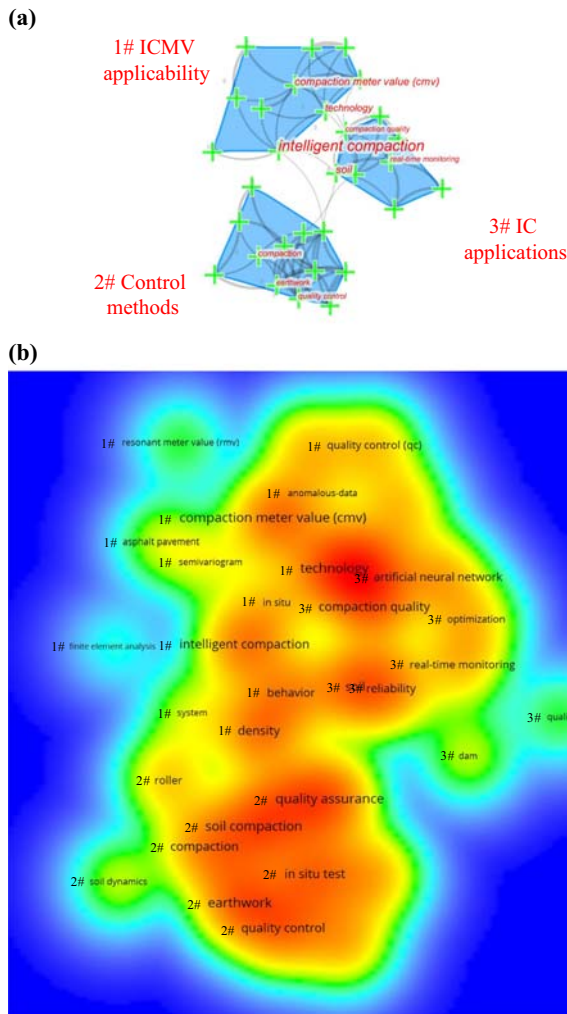 (a)
1# ICMV
applicability
compaction meter value (cmv)
technology
compaction quality
intelligent compaction
real-time monitoring
soil
3# IC
applications
compaction
2# Control
methods
earthwork
quality control
(b)
1# resonant meter value (rmv)
1# quality control (qc)
1# anomalous-data
1# compaction meter value (cmv)
1# asphalt pavement
1# semivariogram
1# technology
3# artificial neural network
1# in situ
3# compaction quality
3# optimization
1# finite element analysis
1# intelligent compaction
3# real-time monitoring
1# behavior
3# soil
3# reliability
1# system
3# quali
1# density
3# dam
2# roller
2# quality assurance
2# soil compaction
2# compaction
2# soil dynamics
2# in situ test
2# earthwork
2# quality control